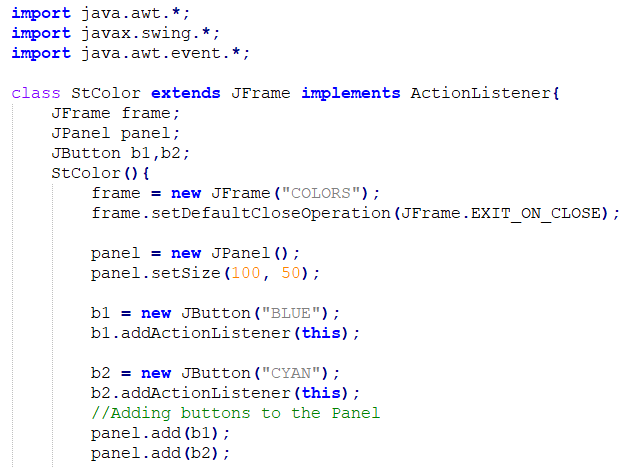 import java.awt.*;
import javax.swing.*;
import java.awt.event.*;
class StColor extends JFrame implements ActionListener{
JFrame frame;
JPanel panel;
JButton b1,b2;
StColor(){
frame = new JFrame("COLORS");
frame.setDefaultCloseOperation(JFrame.EXIT_ON_CLOSE);
panel = new JPanel();
panel.setSize(100, 50);
b1 = new JButton("BLUE");
b1.addActionListener(this);
b2 = new JButton("CYAN");
b2.addActionListener(this);
//Adding buttons to the Panel
panel.add(b1);
panel.add(b2);